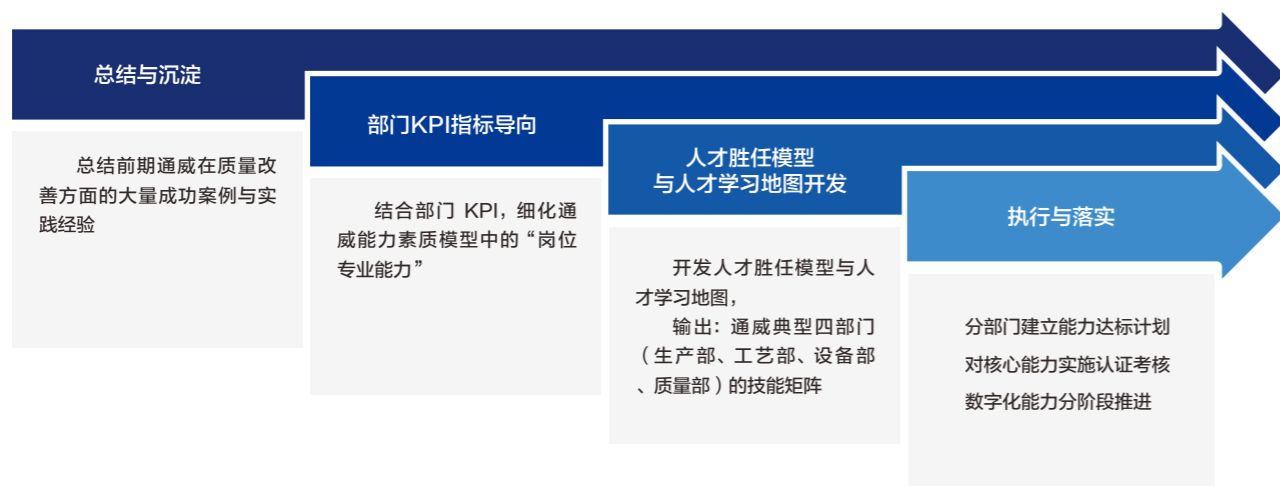 总结与沉淀
总结前期通威在质量改
善方面的大量成功案例与实
践经验
部门KPI指标导向
结合部门 KPI，细化通
威能力素质模型中的“岗位
专业能力”
人才胜任模型
与人才学习地图开发
开发人才胜任模型与人
才学习地图，
输出：通威典型四部门
（生产部、工艺部、设备部
、质量部）的技能矩阵
执行与落实
分部门建立能力达标计划
对核心能力实施认证考核
数字化能力分阶段推进